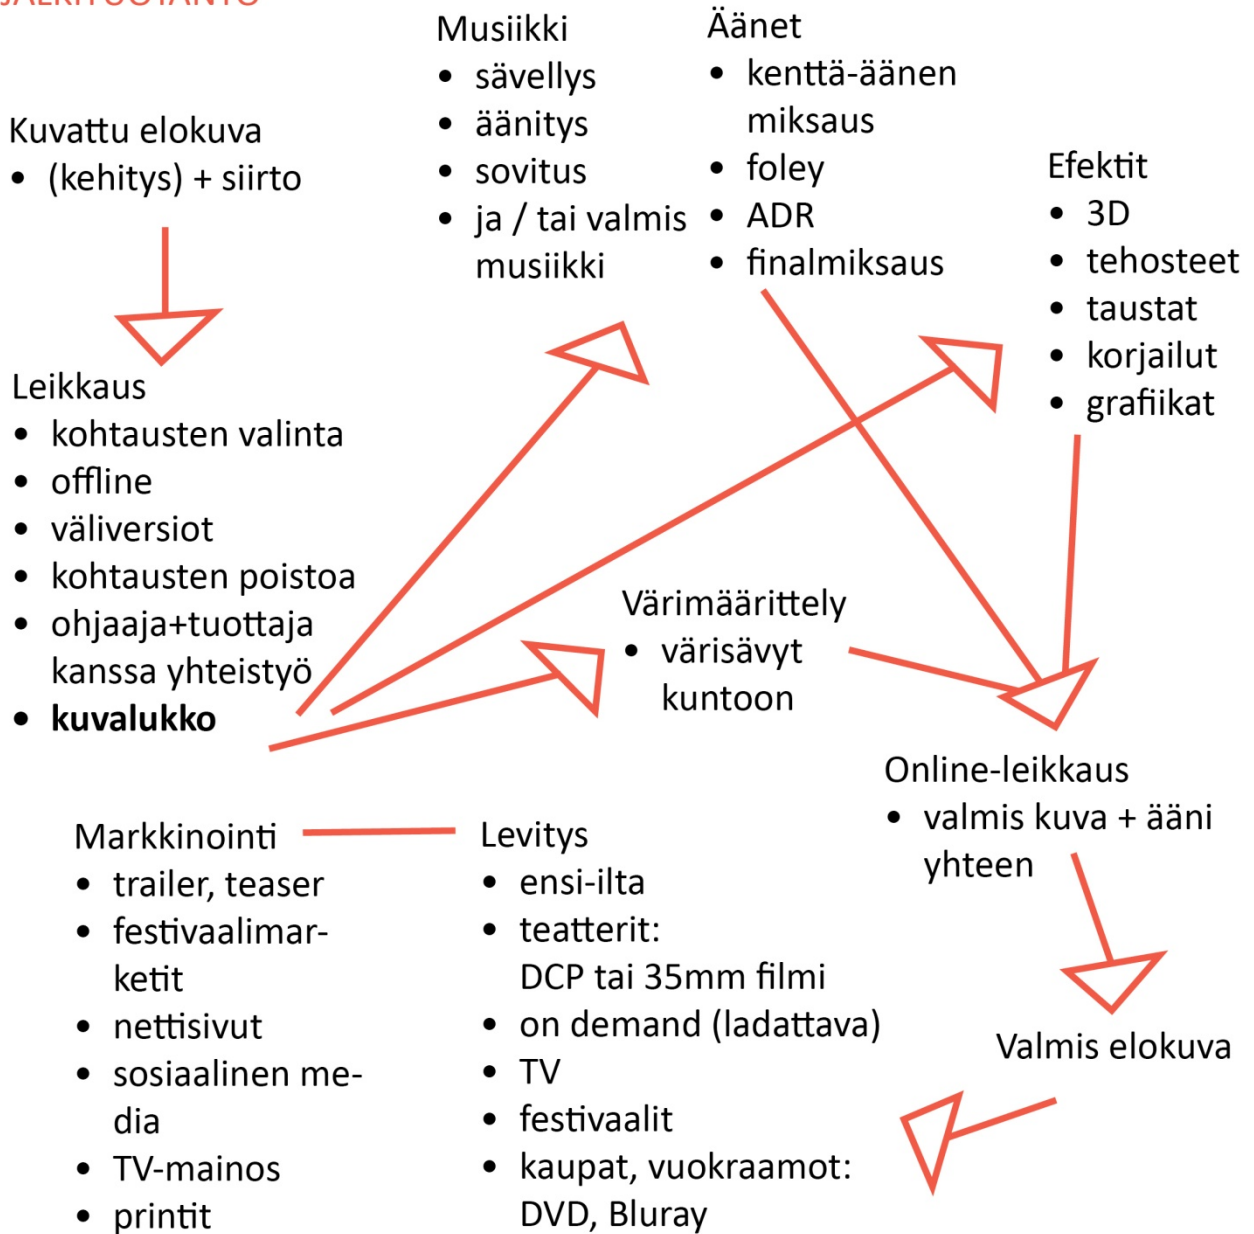 JÄLKITUOTANTO
Kuvattu elokuva
• (kehitys) + siirto
Musiikki
• sävellys
• äänitys
• sovitus
• ja / tai valmis
musiikki
Äänet
• kenttä-äänen
miksaus
• foley
• ADR
• finalmiksaus
Efektit
• 3D
• tehosteet
• taustat
• korjailut
• grafiikat
Leikkaus
• kohtausten valinta
• offline
• väliversiot
• kohtausten poistoa
• ohjaaja+tuottaja
kanssa yhteistyö
• kuvalukko
Värimäärittely
• värisävyt
kuntoon
Online-leikkaus
• valmis kuva + ääni
yhteen
Valmis elokuva
Markkinointi
• trailer, teaser
• festivaalimar-
ketit
• nettisivut
• sosiaalinen me-
dia
• TV-mainos
• printit
Levitys
• ensi-ilta
• teatterit:
DCP tai 35mm filmi
• on demand (ladattava)
• TV
• festivaalit
• kaupat, vuokraamot:
DVD, Bluray